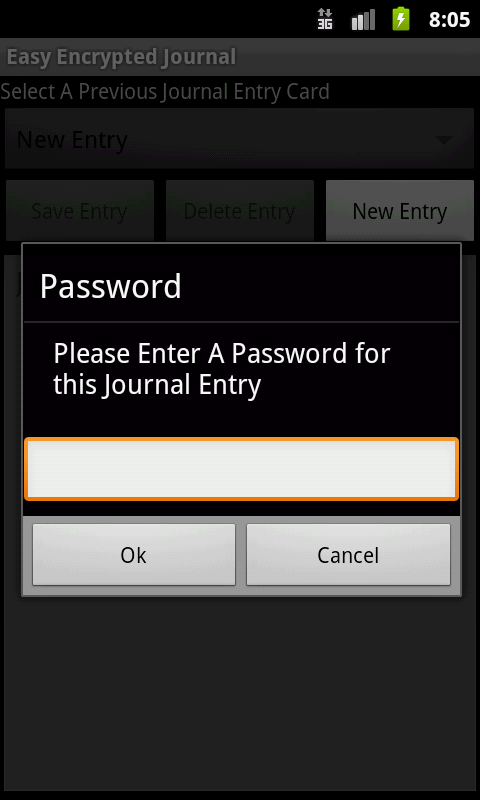 3G
8:05
Easy Encrypted Journal
Select A Previous Journal Entry Card
New Entry
Save Entry
Delete Entry
New Entry
Password
Please Enter A Password for
this Journal Entry
Ok
Cancel